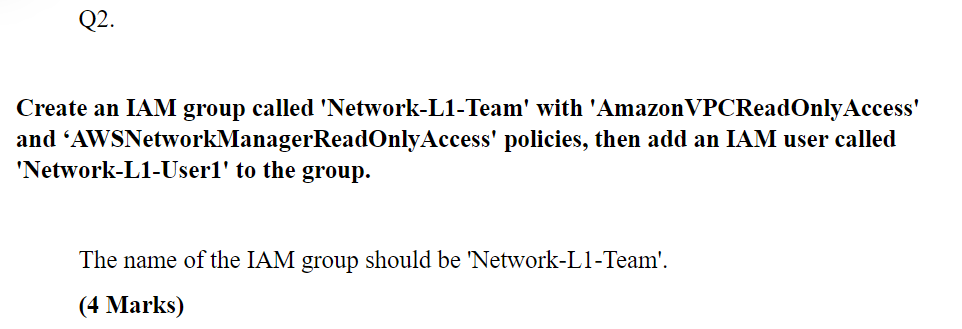 Q2.
Create an IAM group called 'Network-L1-Team' with 'AmazonVPCReadOnlyAccess'
and ‘AWSNetworkManagerReadOnlyAccess' policies, then add an IAM user called
'Network-L1-User1' to the group.
The name of the IAM group should be 'Network-L1-Team'.
(4 Marks)